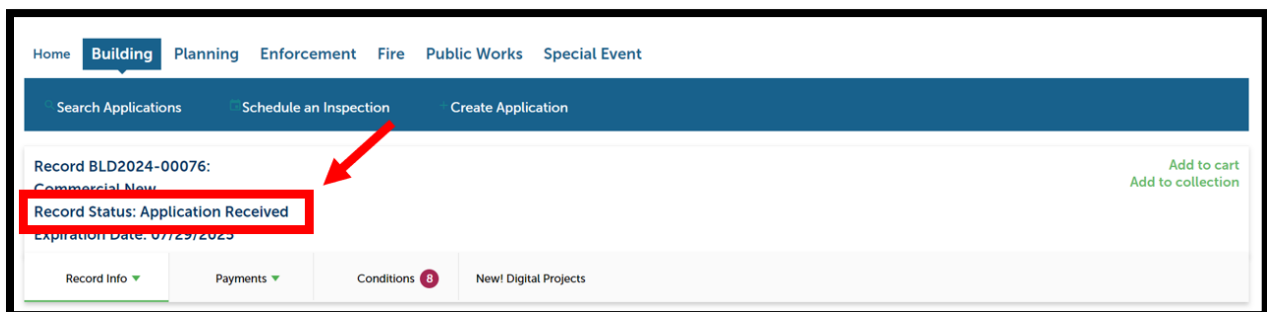 Home Building Planning Enforcement Fire Public Works Special Event
Search Applications Schedule an Inspection + Create Application
Record BLD2024-00076:
Add to cart
Commercial New
Add to collection
Record Status: Application Received
Expiration Date: 07/29/2025
Record Info Payments Conditions 8 New! Digital Projects